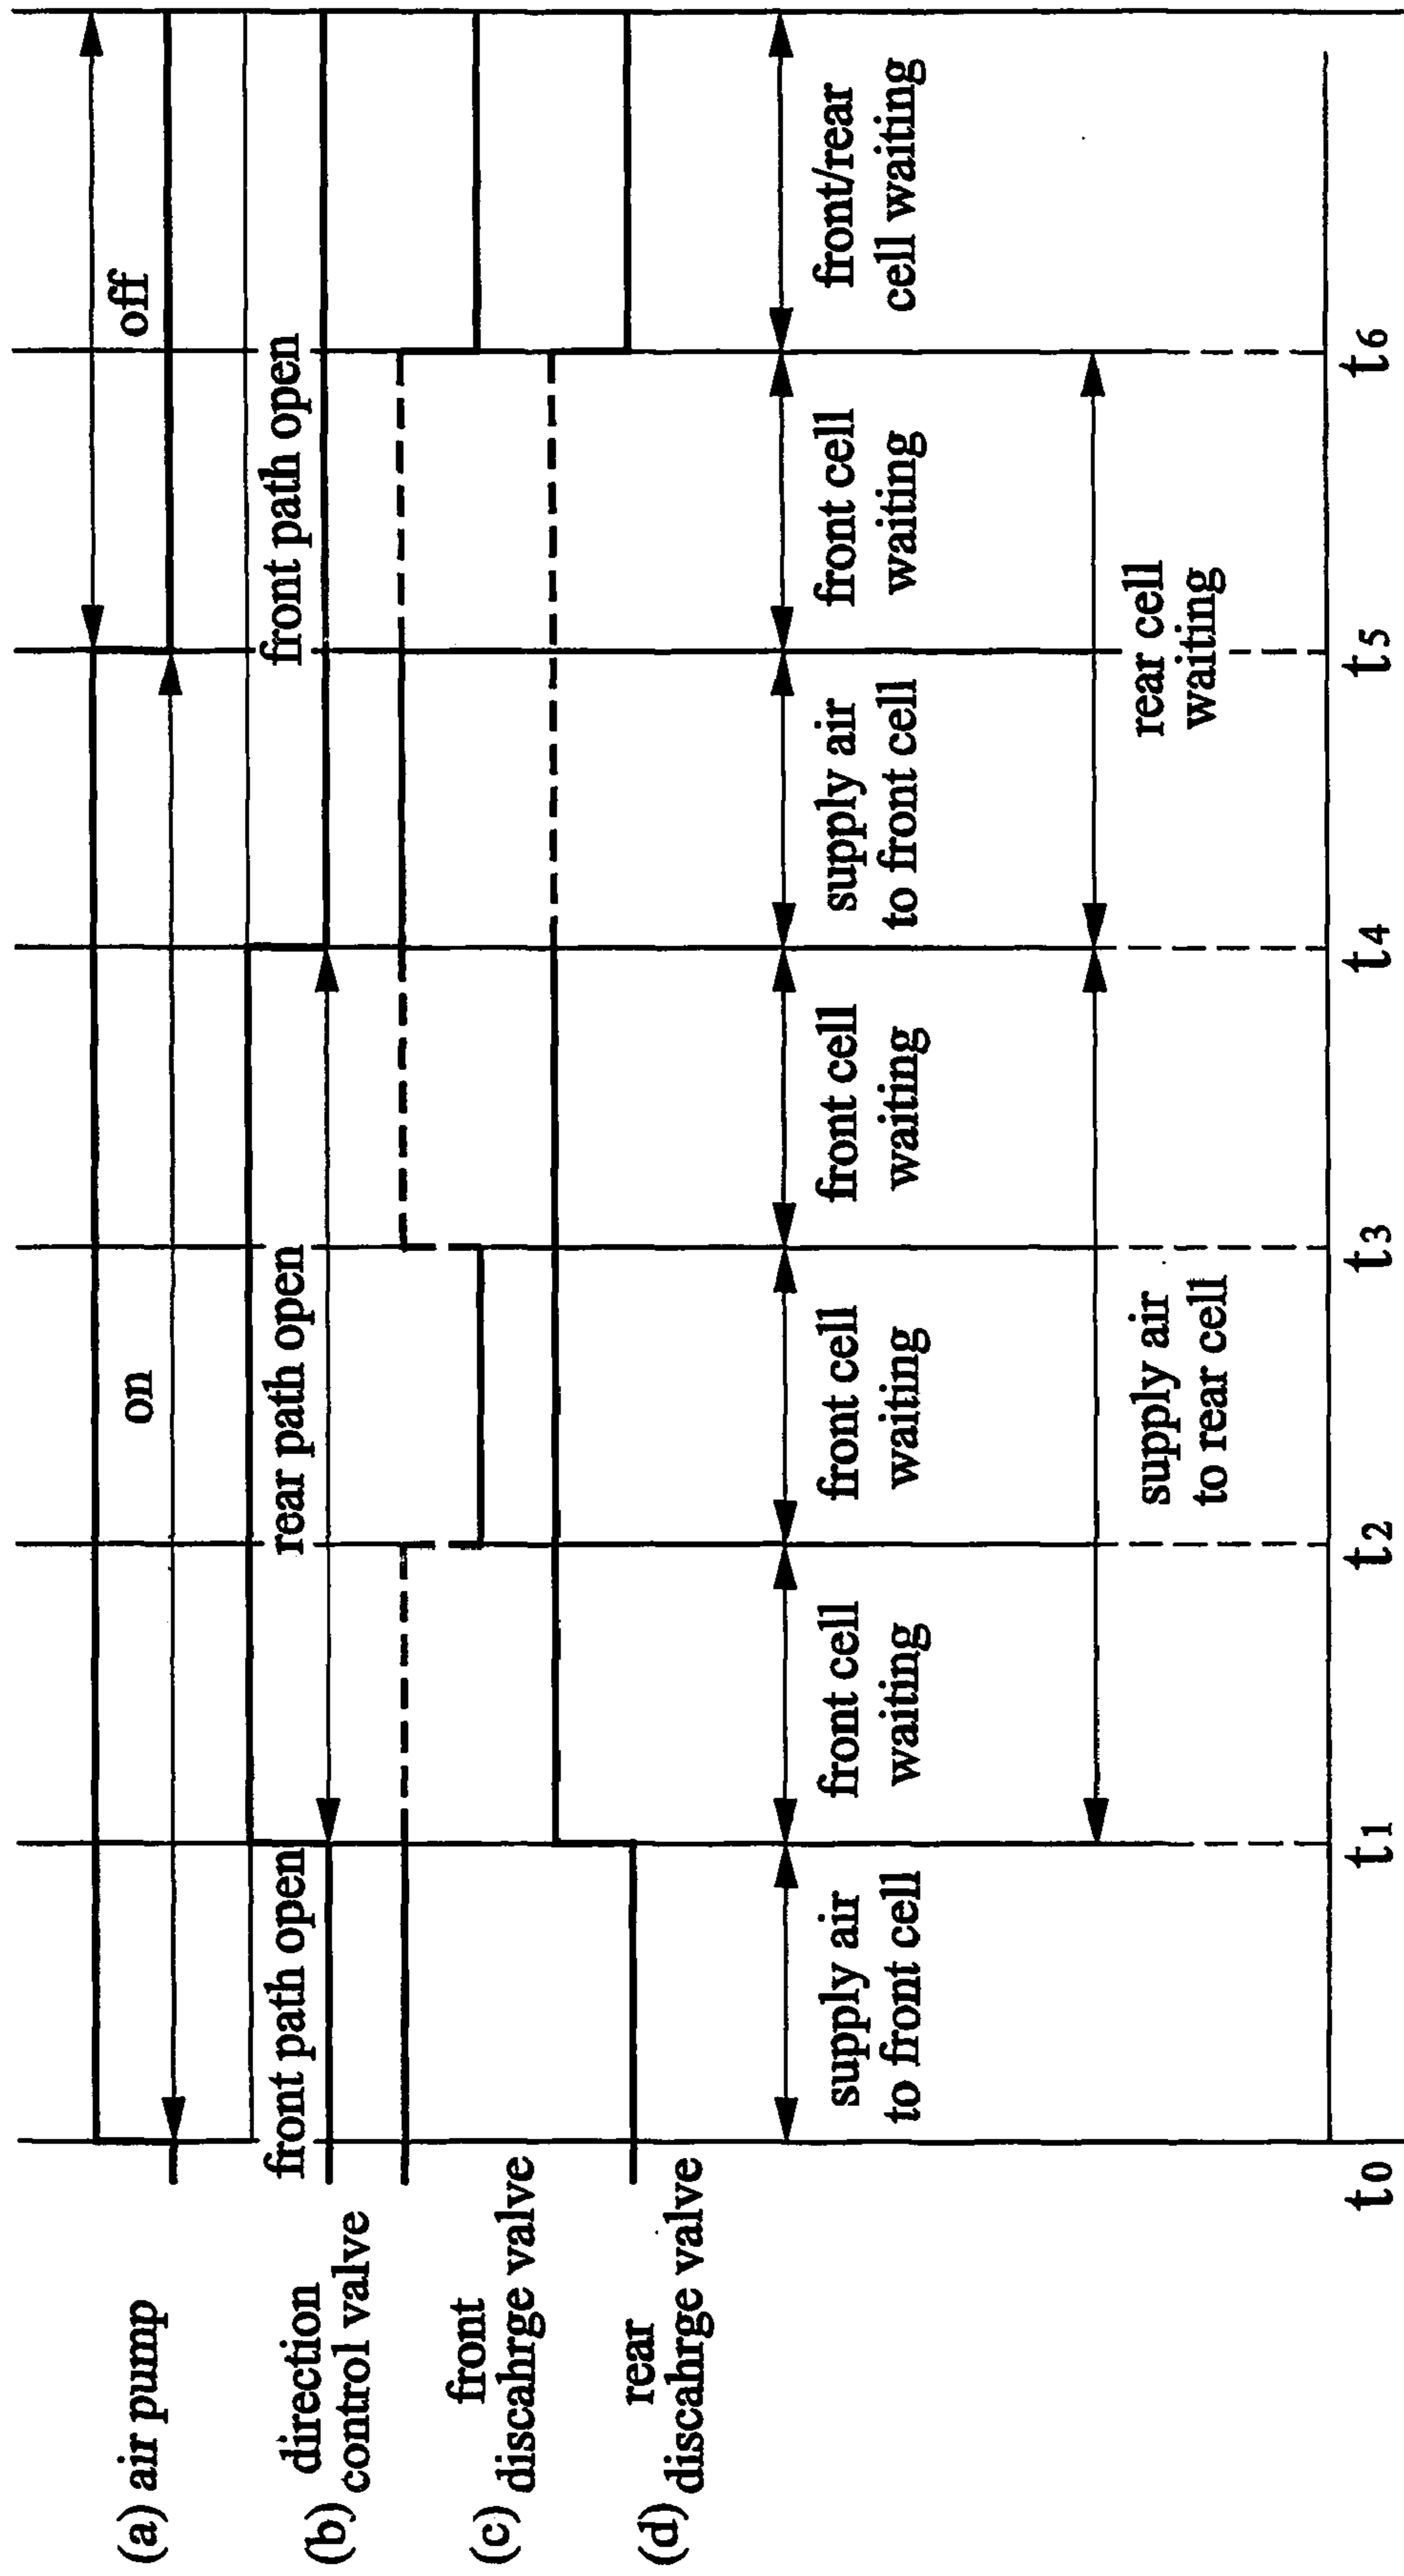 (a) air pump
on
off
direction
(b) control valve
front path open
rear path open
front path open
front
(c) discahrge valve
rear
(d) discahrge valve
supply air
to front cell
front cell
waiting
front cell
waiting
front cell
waiting
supply air
to front cell
front cell
waiting
front/rear
cell waiting
supply air
to rear cell
rear cell
waiting
t0
t1
t2
t3
t4
t5
t6